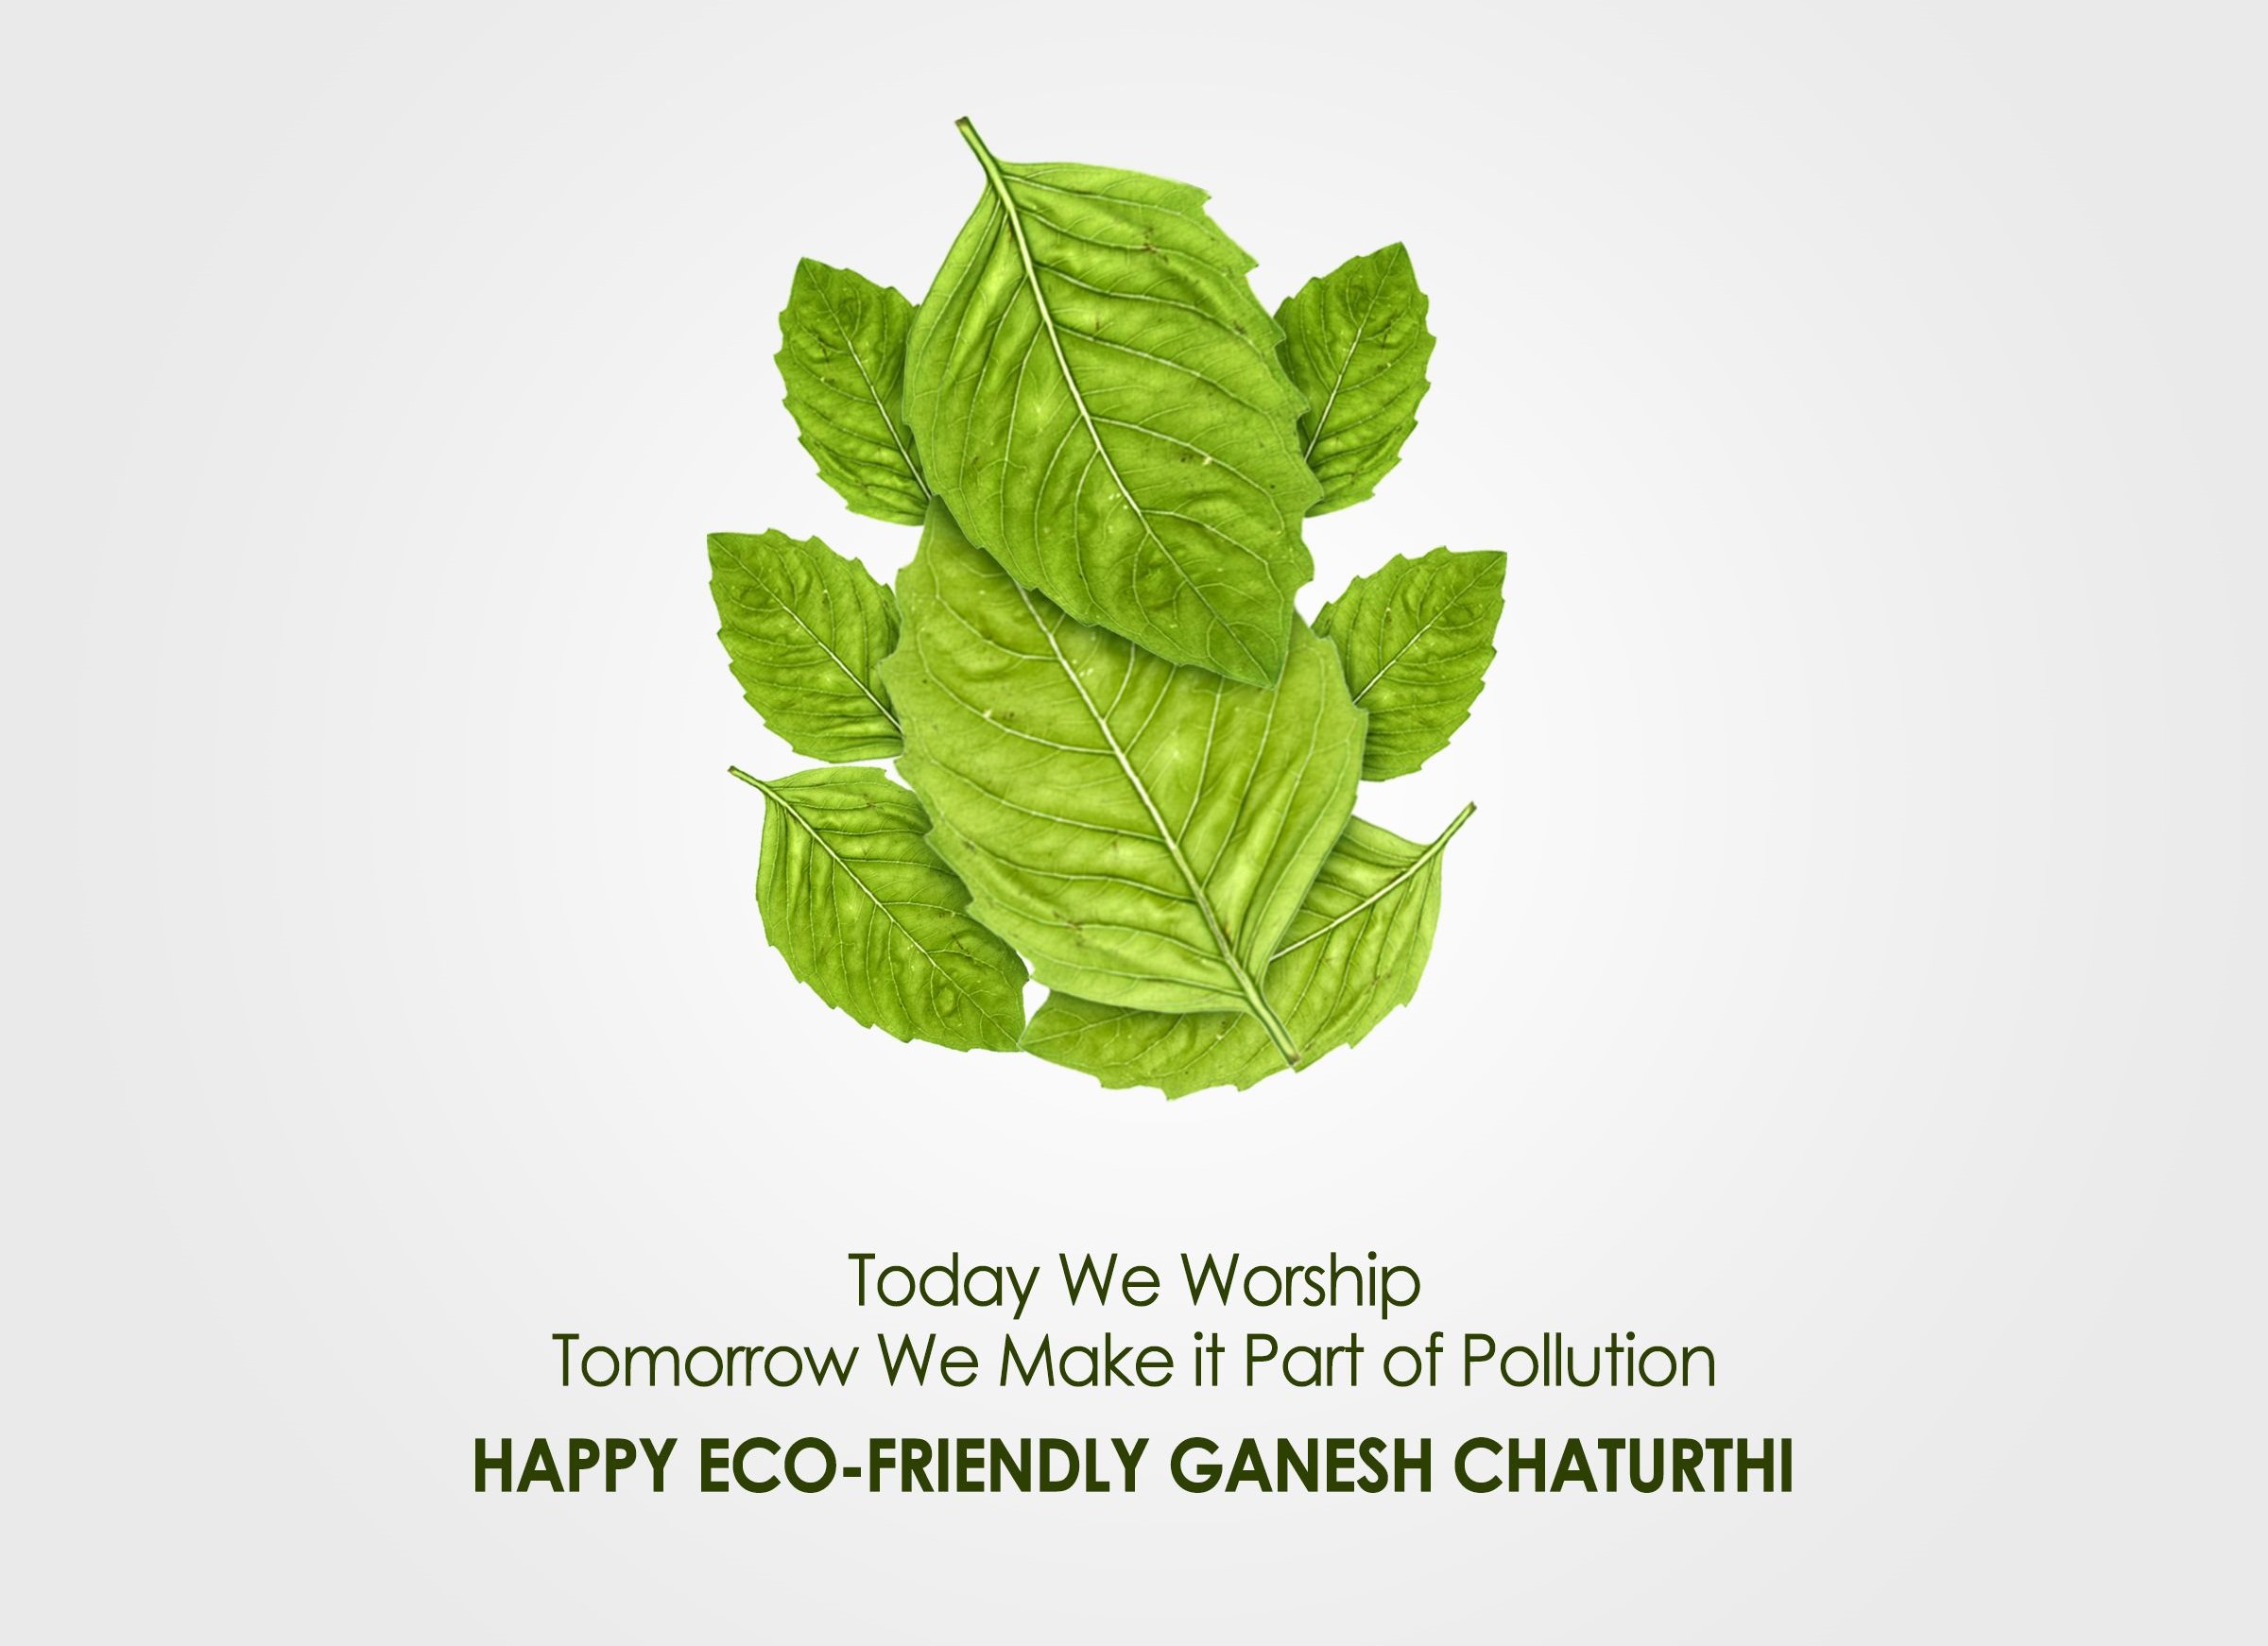 Today We Worship
Tomorrow We Make it Part of Pollution
HAPPY ECO-FRIENDLY GANESH CHATURTHI